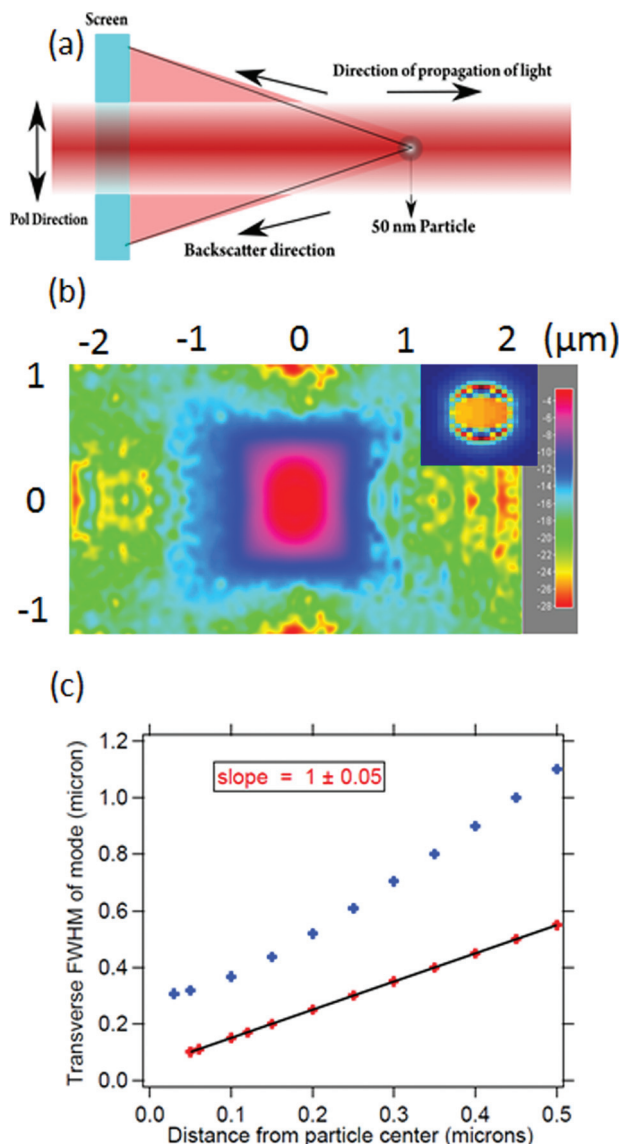 (a)
Screen
Direction of propagation of light
Pol Direction
50 nm Particle
Backscatter direction
(b)
-2 -1 0 1 2 (μm)
1
0
-1
-4
-6
-8
-10
-12
-14
-16
-18
-20
-22
-24
-26
-28
(c)
Transverse FWHM of mode (micron)
1.2
1.0
0.8
0.6
0.4
0.2
0.0
slope = 1 ± 0.05
0.0 0.1 0.2 0.3 0.4 0.5
Distance from particle center (microns)